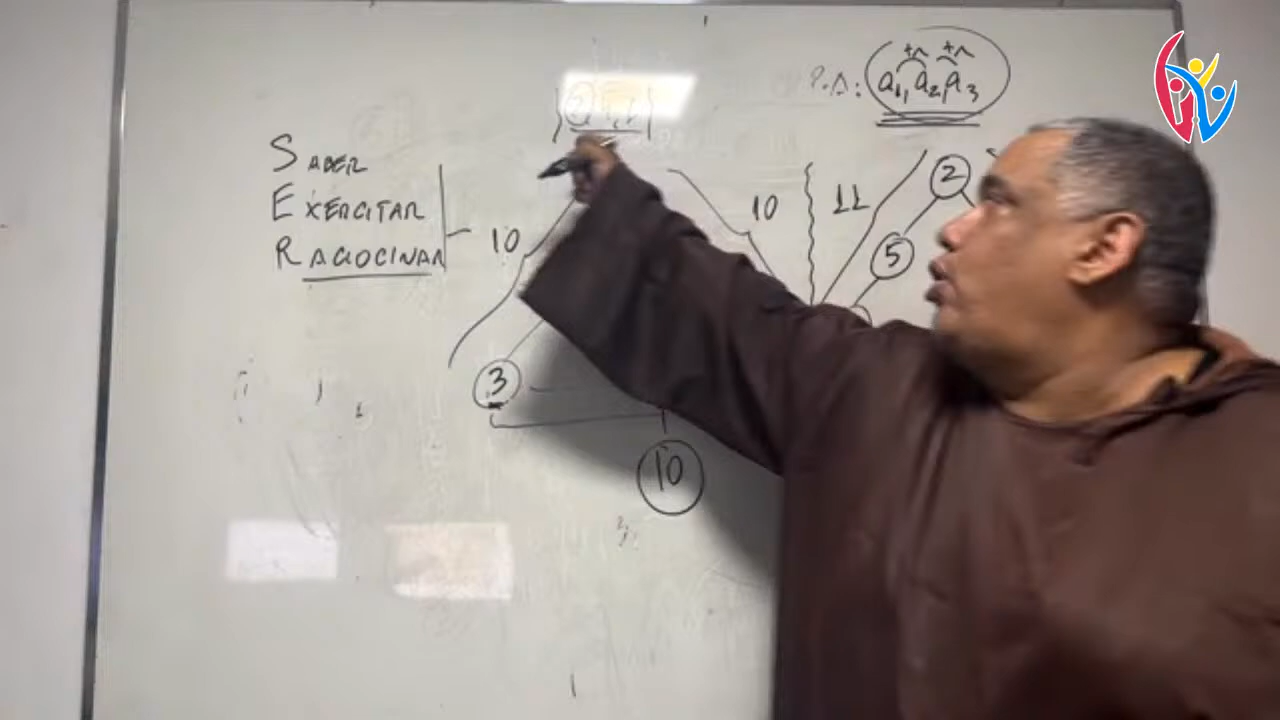 P.A: a1, a2, a3
+r +r
SABER
EXERCITAR
RACIOCINAR
10
10
11
2
5
3
10